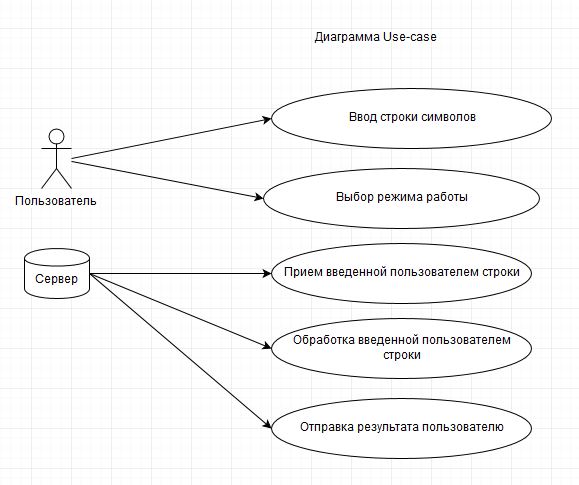 Диаграмма Use-case
Ввод строки символов
Пользователь
Выбор режима работы
Сервер
Прием введенной пользователем строки
Обработка введенной пользователем
строки
Отправка результата пользователю